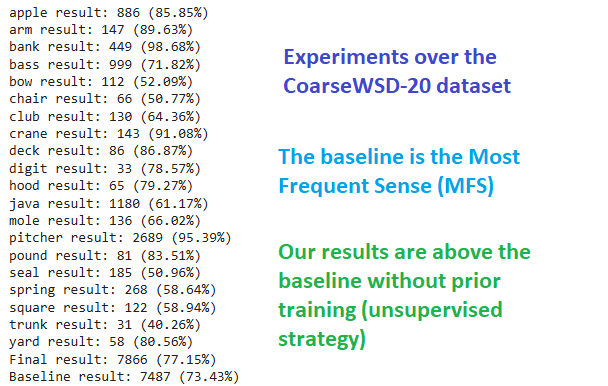 apple result: 886 (85.85%)
arm result: 147 (89.63%)
bank result: 449 (98.68%)
bass result: 999 (71.82%)
bow result: 112 (52.09%)
chair result: 66 (50.77%)
club result: 130 (64.36%)
crane result: 143 (91.08%)
deck result: 86 (86.87%)
digit result: 33 (78.57%)
hood result: 65 (79.27%)
java result: 1180 (61.17%)
mole result: 136 (66.02%)
pitcher result: 2689 (95.39%)
pound result: 81 (83.51%)
seal result: 185 (50.96%)
spring result: 268 (58.64%)
square result: 122 (58.94%)
trunk result: 31 (40.26%)
yard result: 58 (80.56%)
Final result: 7866 (77.15%)
Baseline result: 7487 (73.43%)
Experiments over the
CoarseWSD-20 dataset
The baseline is the Most
Frequent Sense (MFS)
Our results are above the
baseline without prior
training (unsupervised
strategy)